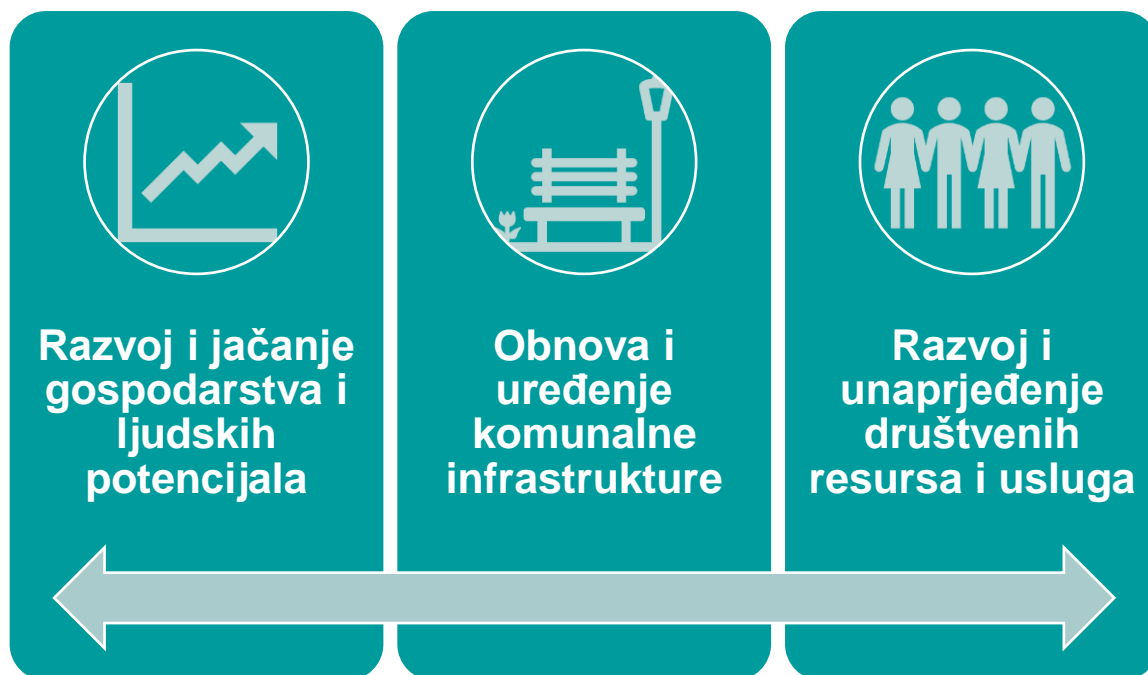 Razvoj i jačanje
gospodarstva i
ljudskih
potencijala
Obnova i
uređenje
komunalne
infrastrukture
Razvoj i
unaprjeđenje
društvenih
resursa i usluga